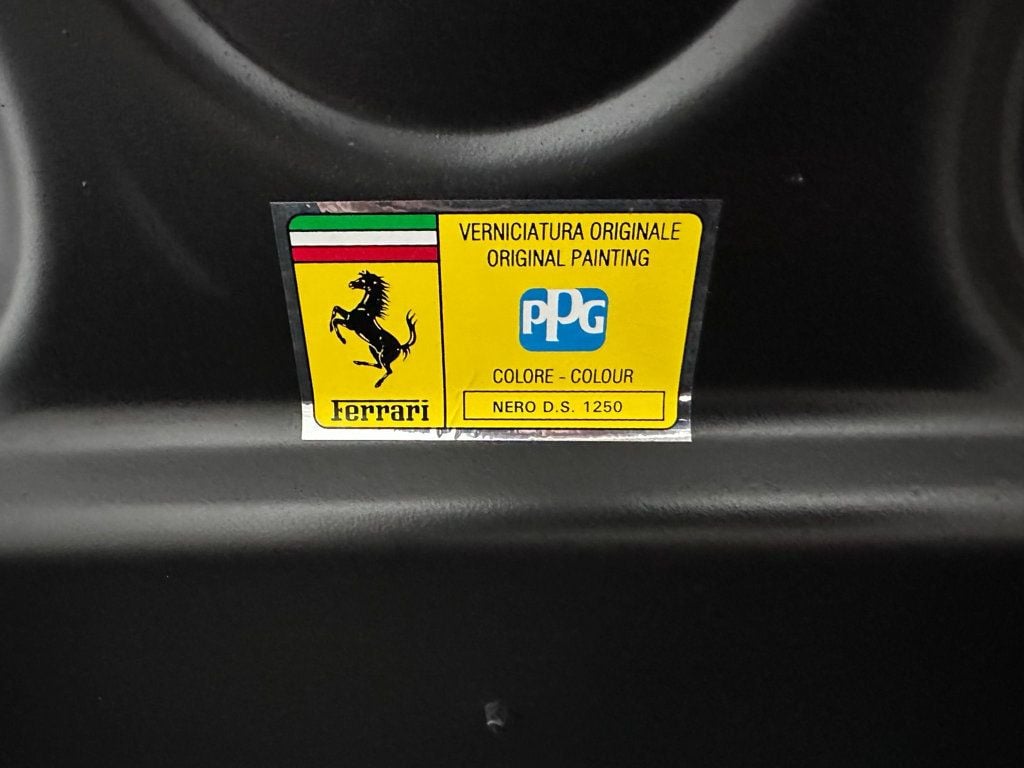 VERNICIATURA ORIGINALE
ORIGINAL PAINTING
PPG
COLORE - COLOUR
NERO D.S. 1250
Ferrari